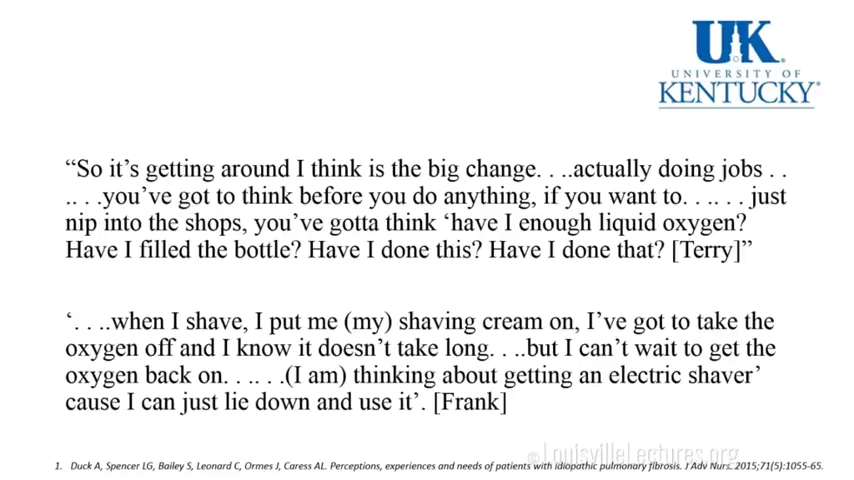 UK
UNIVERSITY OF
KENTUCKY®
“So it’s getting around I think is the big change. . ..actually doing jobs . .
.. . .you’ve got to think before you do anything, if you want to. . .. . . just
nip into the shops, you’ve gotta think ‘have I enough liquid oxygen?
Have I filled the bottle? Have I done this? Have I done that? [Terry]”
‘. . ..when I shave, I put me (my) shaving cream on, I’ve got to take the
oxygen off and I know it doesn’t take long. . ..but I can’t wait to get the
oxygen back on. . .. . .(I am) thinking about getting an electric shaver’
cause I can just lie down and use it’. [Frank]
©LouisvilleLectures.org
1. Duck A, Spencer LG, Bailey S, Leonard C, Ormes J, Caress AL. Perceptions, experiences and needs of patients with idiopathic pulmonary fibrosis. J Adv Nurs. 2015;71(5):1055-65.